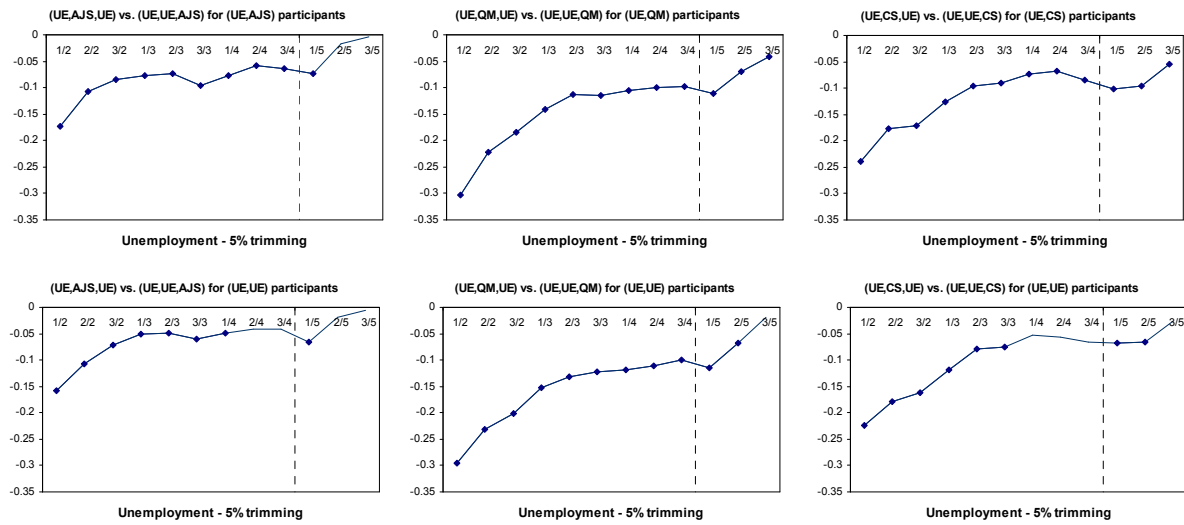 (UE,AJS,UE) vs. (UE,UE,AJS) for (UE,AJS) participants
0
-0.05
-0.1
-0.15
-0.2
-0.25
-0.3
-0.35
1/2 2/2 3/2 1/3 2/3 3/3 1/4 2/4 3/4 1/5 2/5 3/5
Unemployment - 5% trimming
(UE,QM,UE) vs. (UE,UE,QM) for (UE,QM) participants
0
-0.05
-0.1
-0.15
-0.2
-0.25
-0.3
-0.35
1/2 2/2 3/2 1/3 2/3 3/3 1/4 2/4 3/4 1/5 2/5 3/5
Unemployment - 5% trimming
(UE,CS,UE) vs. (UE,UE,CS) for (UE,CS) participants
0
-0.05
-0.1
-0.15
-0.2
-0.25
-0.3
-0.35
1/2 2/2 3/2 1/3 2/3 3/3 1/4 2/4 3/4 1/5 2/5 3/5
Unemployment - 5% trimming
(UE,AJS,UE) vs. (UE,UE,AJS) for (UE,UE) participants
0
-0.05
-0.1
-0.15
-0.2
-0.25
-0.3
-0.35
1/2 2/2 3/2 1/3 2/3 3/3 1/4 2/4 3/4 1/5 2/5 3/5
Unemployment - 5% trimming
(UE,QM,UE) vs. (UE,UE,QM) for (UE,UE) participants
0
-0.05
-0.1
-0.15
-0.2
-0.25
-0.3
-0.35
1/2 2/2 3/2 1/3 2/3 3/3 1/4 2/4 3/4 1/5 2/5 3/5
Unemployment - 5% trimming
(UE,CS,UE) vs. (UE,UE,CS) for (UE,UE) participants
0
-0.05
-0.1
-0.15
-0.2
-0.25
-0.3
-0.35
1/2 2/2 3/2 1/3 2/3 3/3 1/4 2/4 3/4 1/5 2/5 3/5
Unemployment - 5% trimming